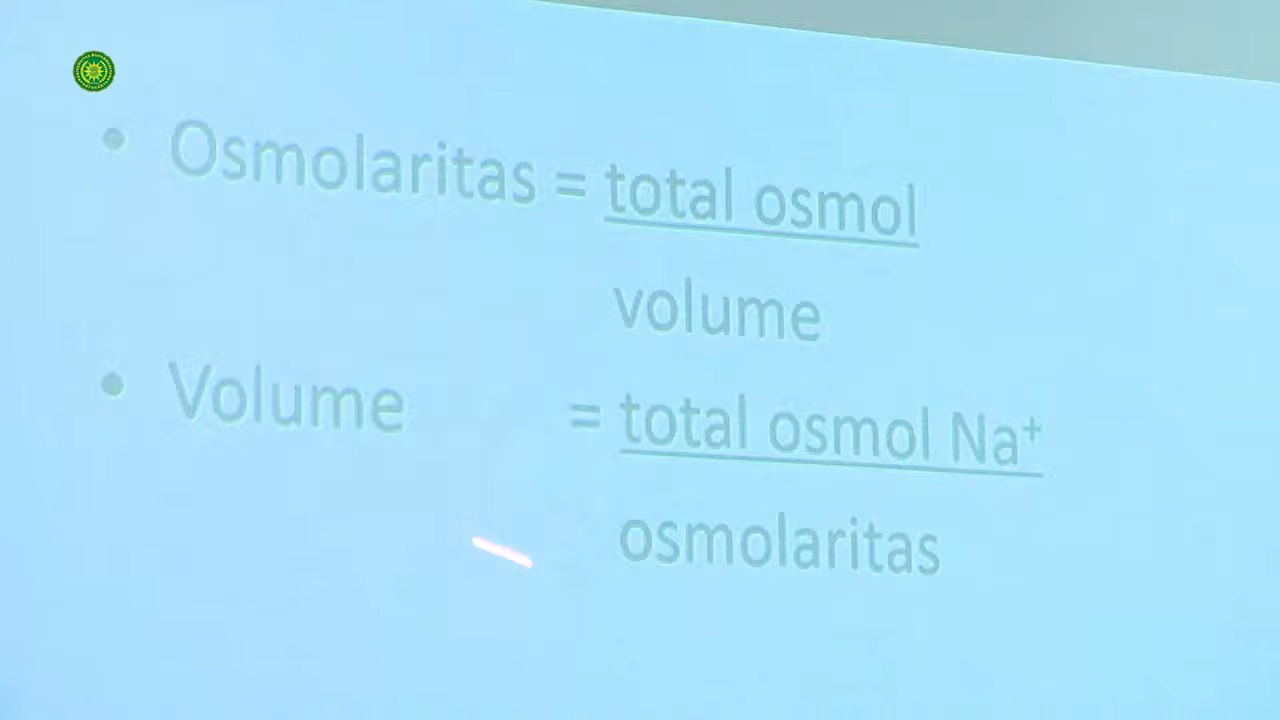 • Osmolaritas = total osmol
volume
• Volume = total osmol Na⁺
osmolaritas